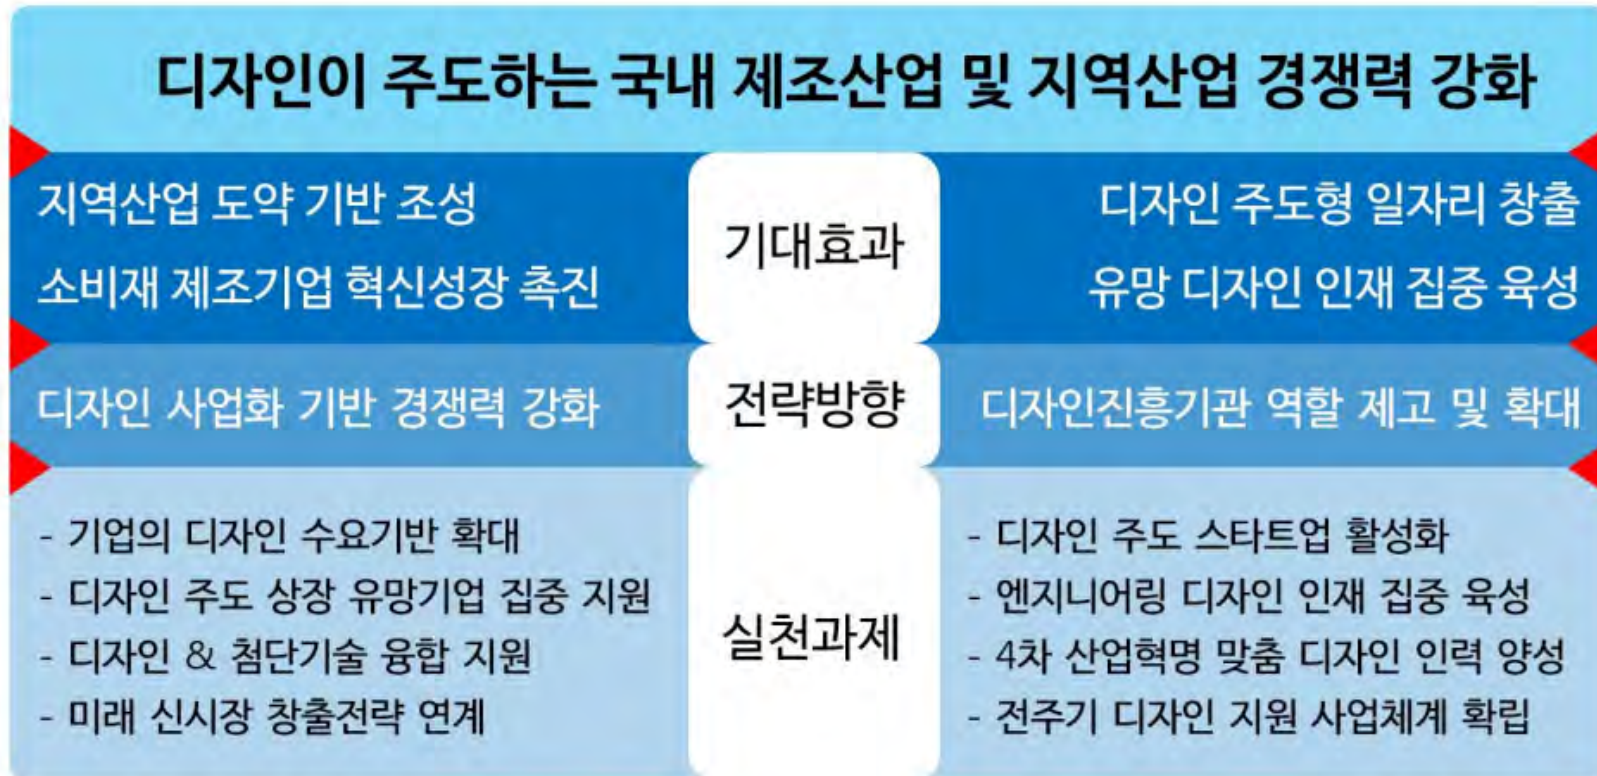 디자인이 주도하는 국내 제조산업 및 지역산업 경쟁력 강화
지역산업 도약 기반 조성
소비재 제조기업 혁신성장 촉진
기대효과
디자인 주도형 일자리 창출
유망 디자인 인재 집중 육성
디자인 사업화 기반 경쟁력 강화
전략방향
디자인진흥기관 역할 제고 및 확대
- 기업의 디자인 수요기반 확대
- 디자인 주도 상장 유망기업 집중 지원
- 디자인 & 첨단기술 융합 지원
- 미래 신시장 창출전략 연계
실천과제
- 디자인 주도 스타트업 활성화
- 엔지니어링 디자인 인재 집중 육성
- 4차 산업혁명 맞춤 디자인 인력 양성
- 전주기 디자인 지원 사업체계 확립